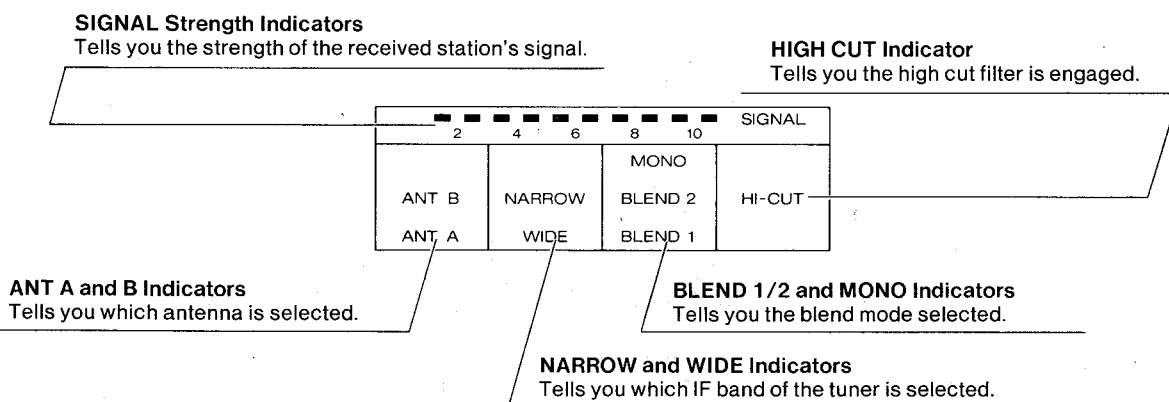 SIGNAL Strength Indicators
Tells you the strength of the received station's signal.
HIGH CUT Indicator
Tells you the high cut filter is engaged.
SIGNAL
2 4 6 8 10
MONO
ANT B NARROW BLEND 2 HI-CUT
ANT A WIDE BLEND 1
ANT A and B Indicators
Tells you which antenna is selected.
BLEND 1/2 and MONO Indicators
Tells you the blend mode selected.
NARROW and WIDE Indicators
Tells you which IF band of the tuner is selected.